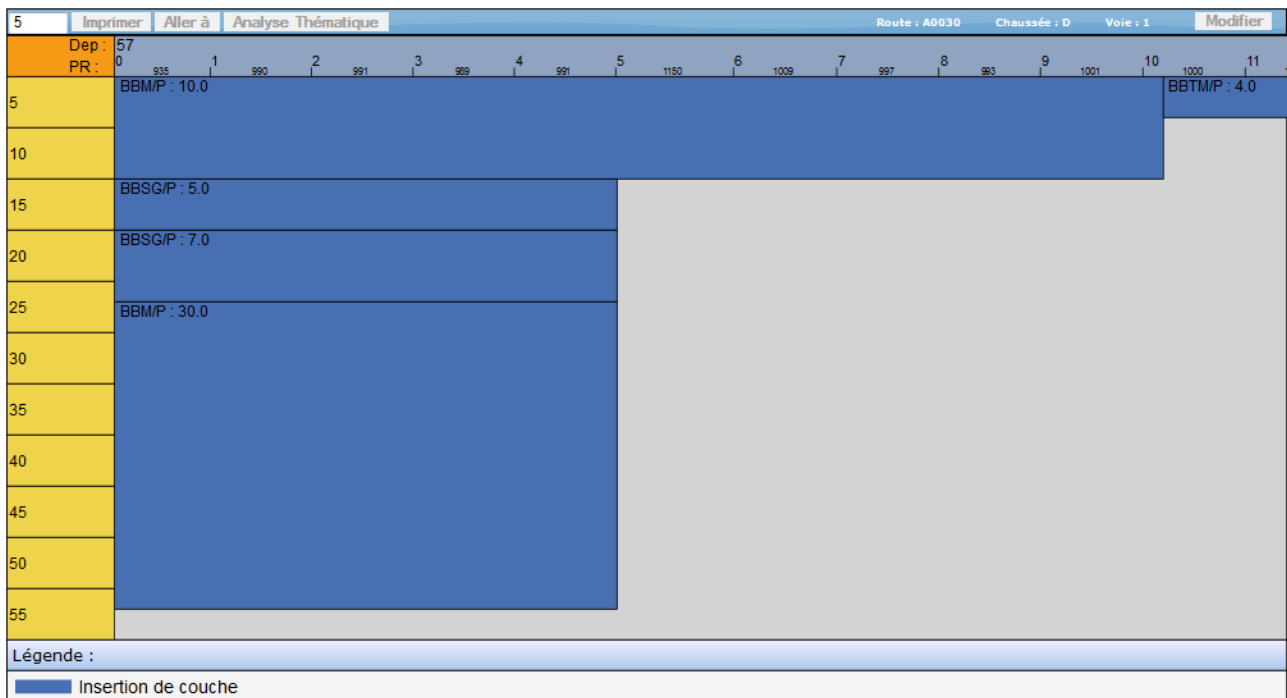 5 Imprimer Aller à Analyse Thématique Route : A0030 Chaussée : D Voie : 1 Modifier
Dep : 57
PR : 0 1 2 3 4 5 6 7 8 9 10 11
935 990 991 989 991 1150 1009 997 993 1001 1000
BBM/P : 10.0 BBTM/P : 4.0
5
10
BBSG/P : 5.0
15
BBSG/P : 7.0
20
25
BBM/P : 30.0
30
35
40
45
50
55
Légende :
Insertion de couche